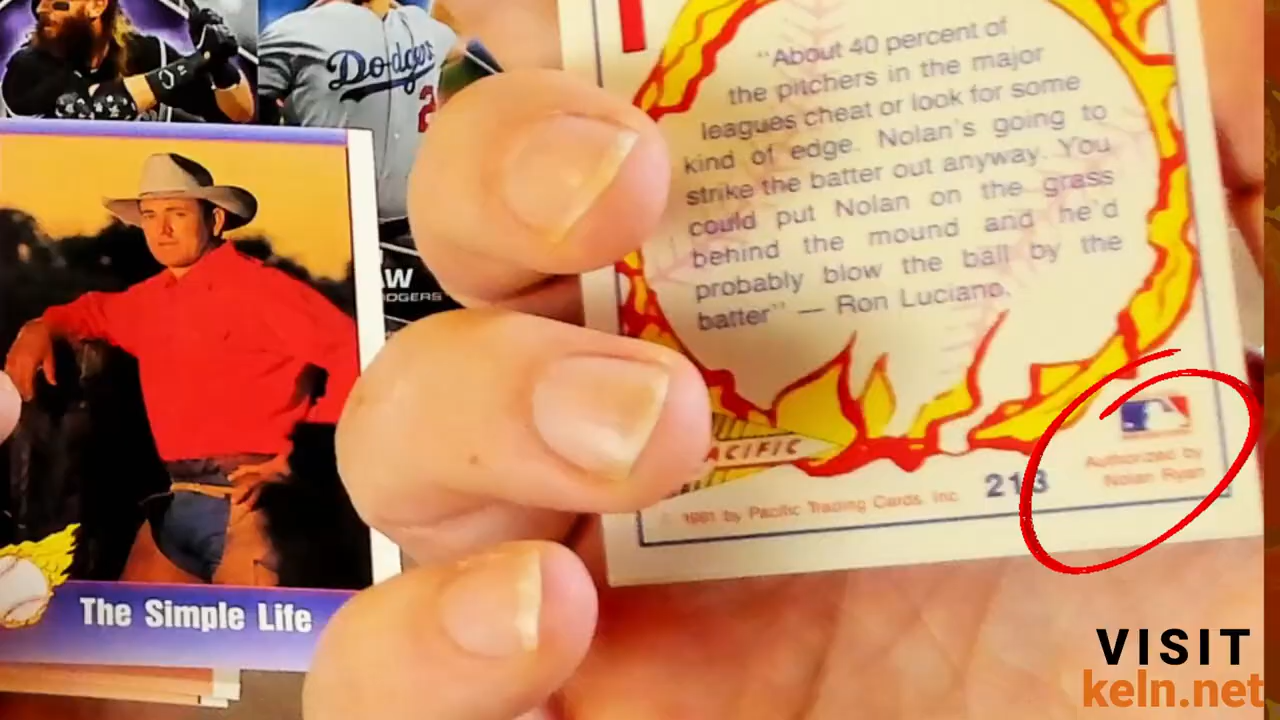 Dodgers
2
"About 40 percent of
the pitchers in the major
leagues cheat or look for some
kind of edge. Nolan's going to
strike the batter out anyway. You
could put Nolan on the grass
behind the mound and he'd
probably blow the ball by the
batter" — Ron Luciano.
ACIFIC
1991 by Pacific Trading Cards, Inc
213
Authorized by
Nolan Ryan
The Simple Life
VISIT
keln.net